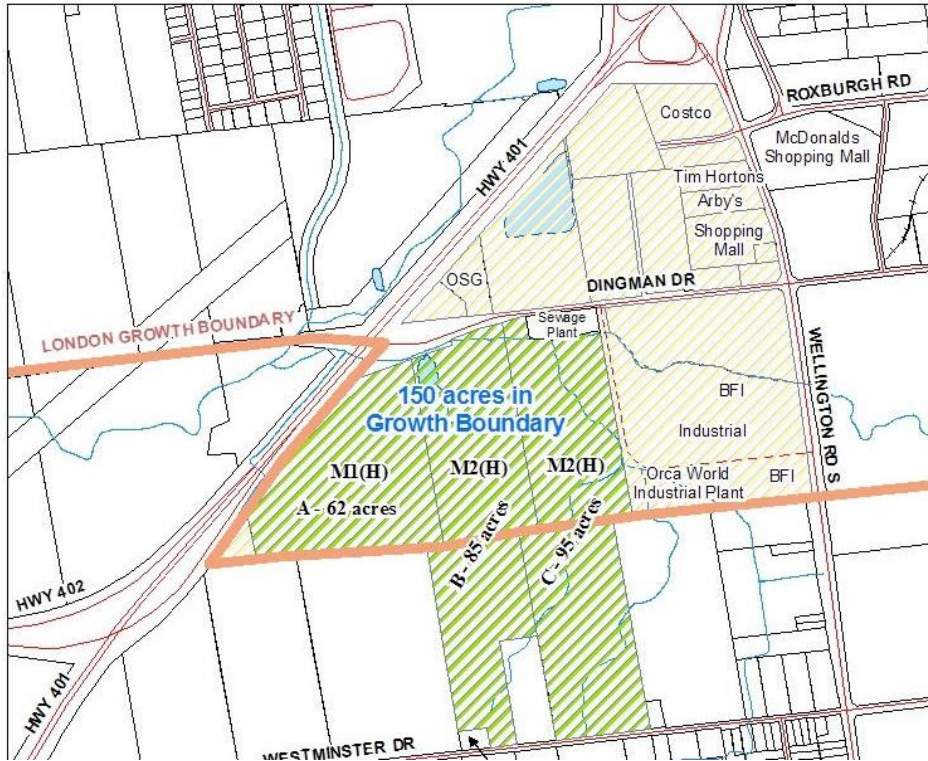 ROXBURGH RD
Costco
McDonalds
Shopping Mall
HWY 401
Tim Hortons
Arby's
Shopping
Mall
OSG
DINGMAN DR
LONDON GROWTH BOUNDARY
Sewage
Plant
WELLINGTON RD S
150 acres in
Growth Boundary
BFI
Industrial
M1(H)
M2(H)
M2(H)
Orca World
Industrial Plant
BFI
A - 62 acres
B - 85 acres
C - 95 acres
HWY 402
HWY 401
WESTMINSTER DR